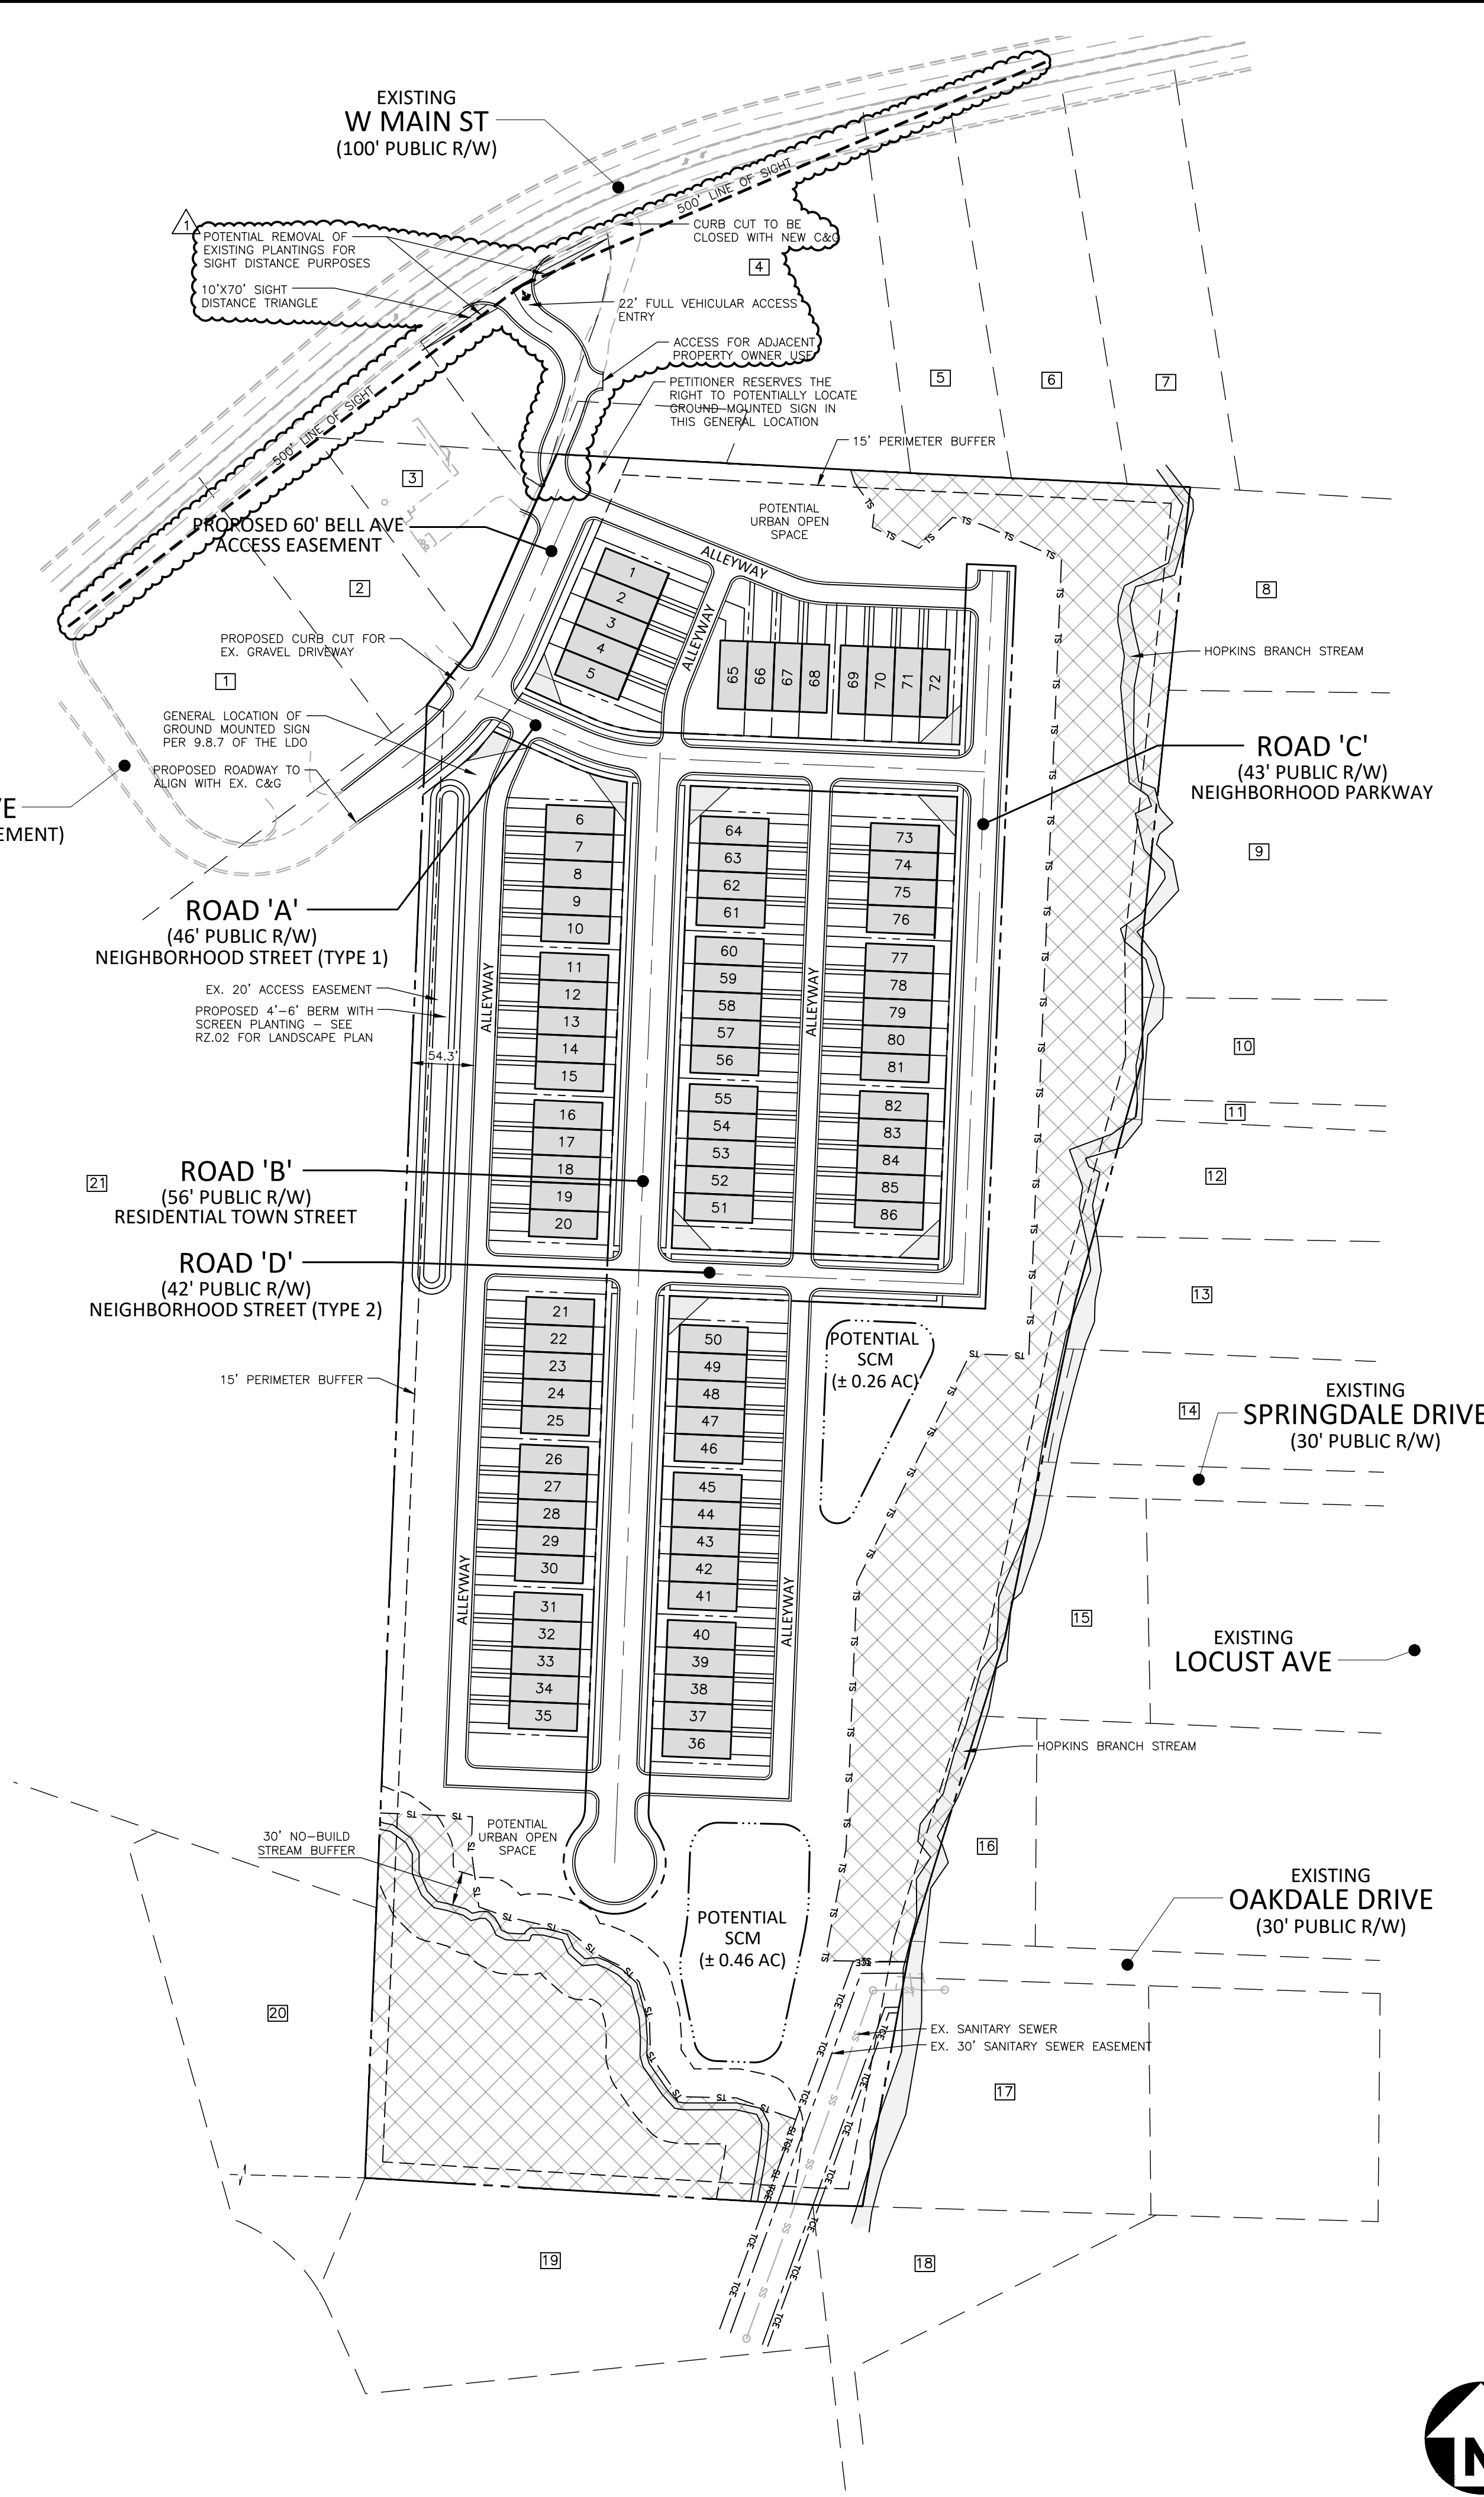 EXISTING
W MAIN ST
(100' PUBLIC R/W)
500' LINE OF SIGHT
1
POTENTIAL REMOVAL OF
EXISTING PLANTINGS FOR
SIGHT DISTANCE PURPOSES
10'X70' SIGHT
DISTANCE TRIANGLE
CURB CUT TO BE
CLOSED WITH NEW C&G
4
22' FULL VEHICULAR ACCESS
ENTRY
ACCESS FOR ADJACENT
PROPERTY OWNER USE
PETITIONER RESERVES THE
RIGHT TO POTENTIALLY LOCATE
GROUND-MOUNTED SIGN IN
THIS GENERAL LOCATION
5
6
7
500' LINE OF SIGHT
15' PERIMETER BUFFER
3
POTENTIAL
URBAN OPEN
SPACE
PROPOSED 60' BELL AVE
ACCESS EASEMENT
ALLEYWAY
2
8
1
2
3
4
5
ALLEYWAY
65
66
67
68
69
70
71
72
PROPOSED CURB CUT FOR
EX. GRAVEL DRIVEWAY
HOPKINS BRANCH STREAM
1
GENERAL LOCATION OF
GROUND MOUNTED SIGN
PER 9.8.7 OF THE LDO
PROPOSED ROADWAY TO
ALIGN WITH EX. C&G
ROAD 'C'
(43' PUBLIC R/W)
NEIGHBORHOOD PARKWAY
E
EMENT)
9
6
7
8
9
10
64
63
62
61
73
74
75
76
ROAD 'A'
(46' PUBLIC R/W)
NEIGHBORHOOD STREET (TYPE 1)
EX. 20' ACCESS EASEMENT
PROPOSED 4'-6' BERM WITH
SCREEN PLANTING - SEE
RZ.02 FOR LANDSCAPE PLAN
54.3'
ALLEYWAY
11
12
13
14
15
60
59
58
57
56
ALLEYWAY
77
78
79
80
81
10
11
12
16
17
18
19
20
55
54
53
52
51
82
83
84
85
86
21
ROAD 'B'
(56' PUBLIC R/W)
RESIDENTIAL TOWN STREET
ROAD 'D'
(42' PUBLIC R/W)
NEIGHBORHOOD STREET (TYPE 2)
13
21
22
23
24
25
50
49
48
47
46
POTENTIAL
SCM
(± 0.26 AC)
15' PERIMETER BUFFER
14
EXISTING
SPRINGDALE DRIVE
(30' PUBLIC R/W)
26
27
28
29
30
45
44
43
42
41
ALLEYWAY
ALLEYWAY
15
EXISTING
LOCUST AVE
31
32
33
34
35
40
39
38
37
36
HOPKINS BRANCH STREAM
POTENTIAL
URBAN OPEN
SPACE
30' NO-BUILD
STREAM BUFFER
16
EXISTING
OAKDALE DRIVE
(30' PUBLIC R/W)
POTENTIAL
SCM
(± 0.46 AC)
20
EX. SANITARY SEWER
EX. 30' SANITARY SEWER EASEMENT
17
TS
TCE
SS
19
18
N